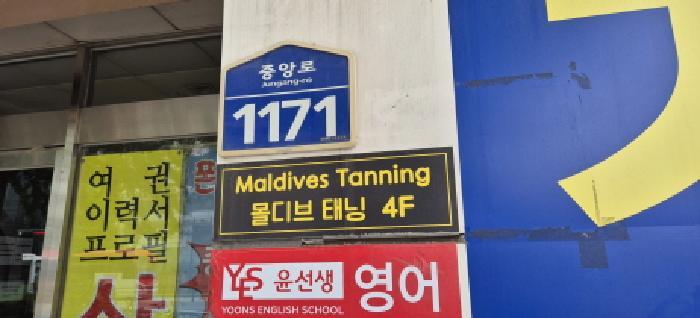 중앙로
Jungang-ro
1171
Maldives Tanning
몰디브 태닝 4F
YES 윤선생 영어
YOONS ENGLISH SCHOOL
여권
이력서
프로필